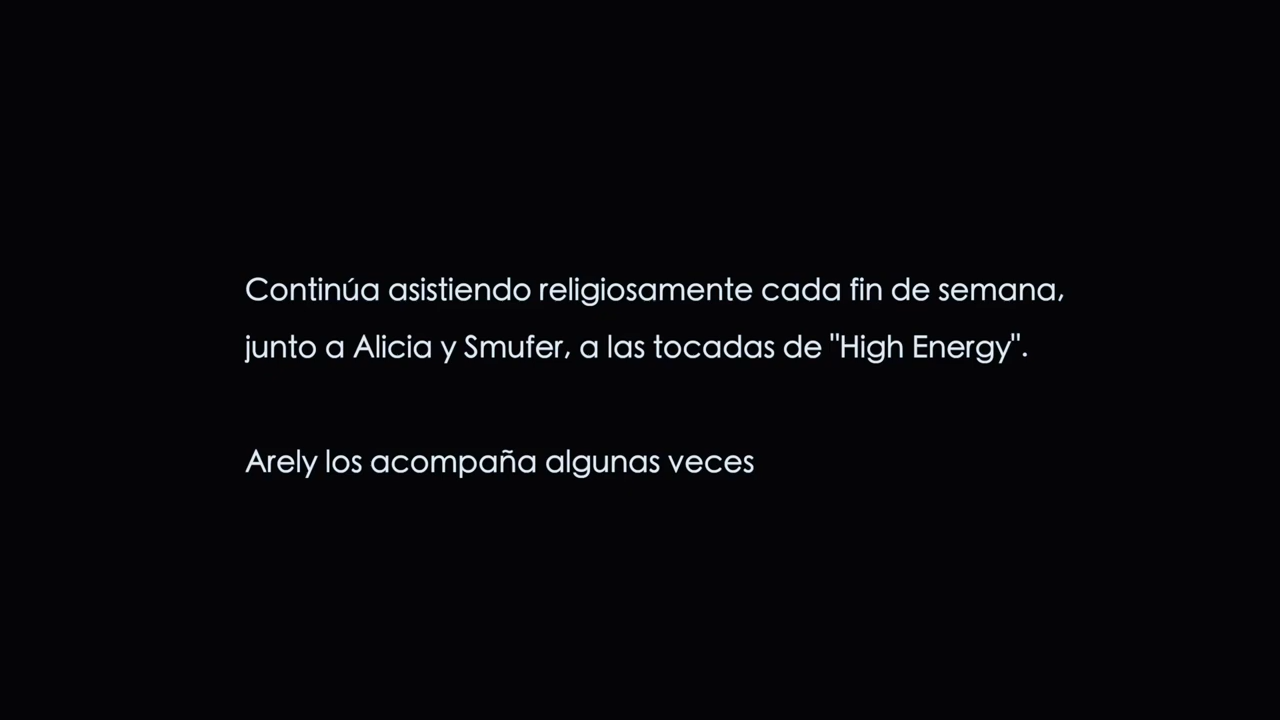 Continúa asistiendo religiosamente cada fin de semana,
junto a Alicia y Smufer, a las tocadas de "High Energy".
Arely los acompaña algunas veces